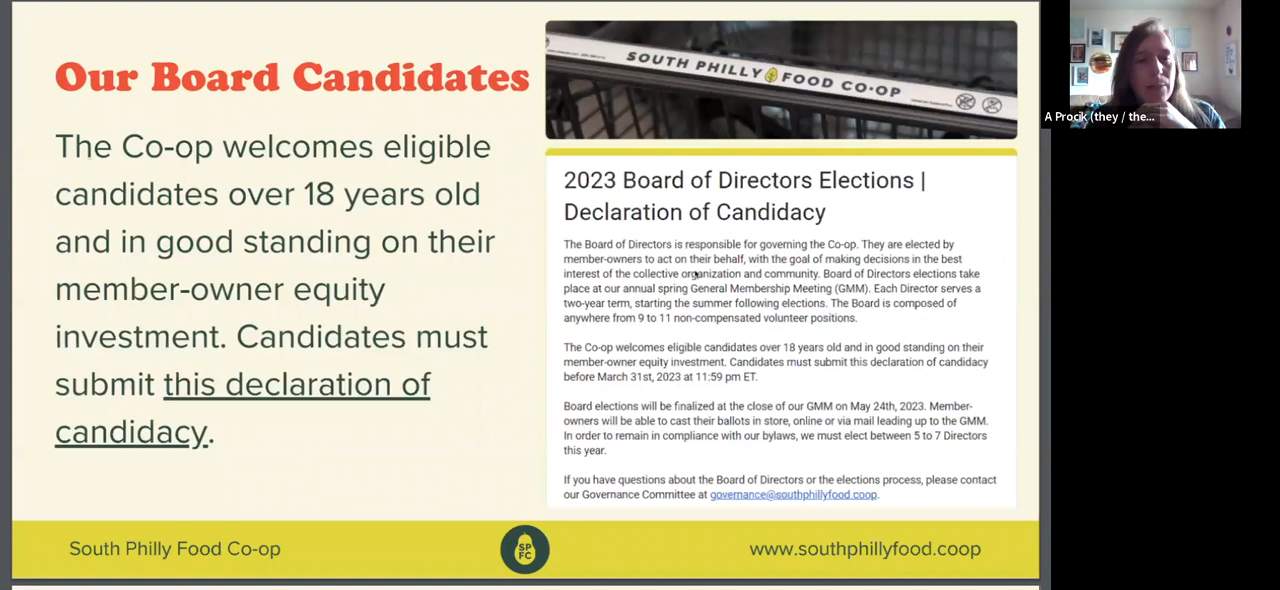 Our Board Candidates
The Co-op welcomes eligible
candidates over 18 years old
and in good standing on their
member-owner equity
investment. Candidates must
submit this declaration of
candidacy.
SOUTH PHILLY FOOD CO-OP
2023 Board of Directors Elections |
Declaration of Candidacy
The Board of Directors is responsible for governing the Co-op. They are elected by
member-owners to act on their behalf, with the goal of making decisions in the best
interest of the collective organization and community. Board of Directors elections take
place at our annual spring General Membership Meeting (GMM). Each Director serves a
two-year term, starting the summer following elections. The Board is composed of
anywhere from 9 to 11 non-compensated volunteer positions.
The Co-op welcomes eligible candidates over 18 years old and in good standing on their
member-owner equity investment. Candidates must submit this declaration of candidacy
before March 31st, 2023 at 11:59 pm ET.
Board elections will be finalized at the close of our GMM on May 24th, 2023. Member-
owners will be able to cast their ballots in store, online or via mail leading up to the GMM.
In order to remain in compliance with our bylaws, we must elect between 5 to 7 Directors
this year.
If you have questions about the Board of Directors or the elections process, please contact
our Governance Committee at governance@southphillyfood.coop.
South Philly Food Co-op
SP
FC
www.southphillyfood.coop
A Procik (they / the...